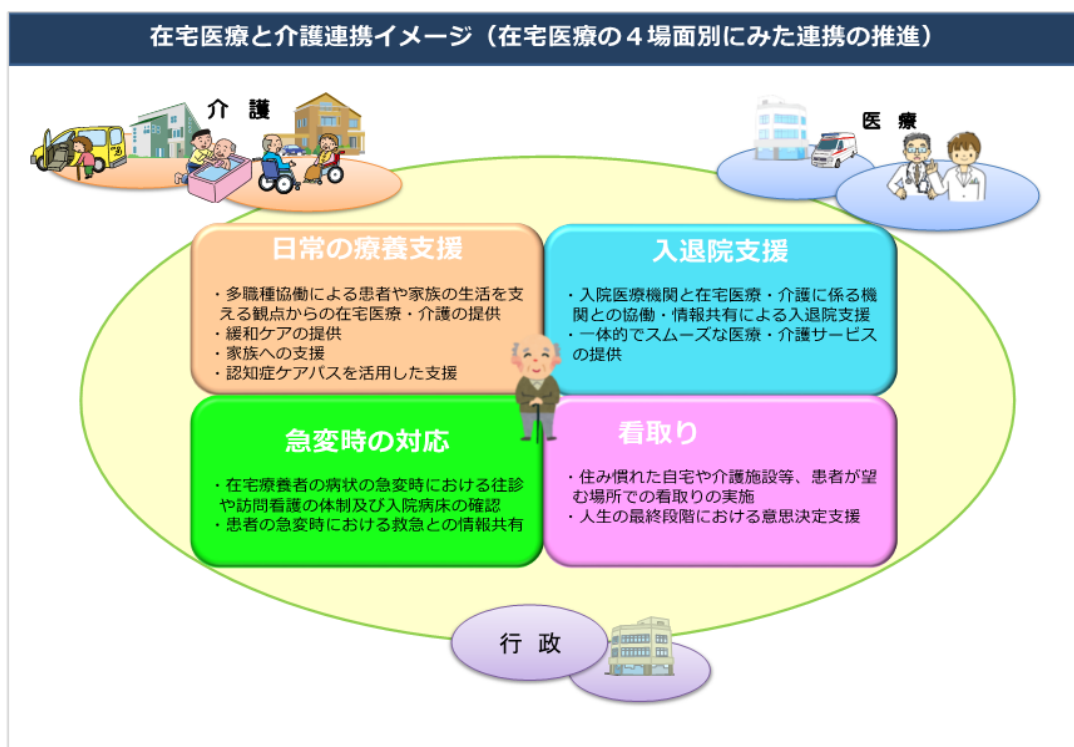 在宅医療と介護連携イメージ（在宅医療の４場面別にみた連携の推進）
介 護
医 療
日常の療養支援
・多職種協働による患者や家族の生活を支
える観点からの在宅医療・介護の提供
・緩和ケアの提供
・家族への支援
・認知症ケアパスを活用した支援
入退院支援
・入院医療機関と在宅医療・介護に係る機
関との協働・情報共有による入退院支援
・一体的でスムーズな医療・介護サービス
の提供
急変時の対応
・在宅療養者の病状の急変時における往診
や訪問看護の体制及び入院病床の確認
・患者の急変時における救急との情報共有
看取り
・住み慣れた自宅や介護施設等、患者が望
む場所での看取りの実施
・人生の最終段階における意思決定支援
行 政